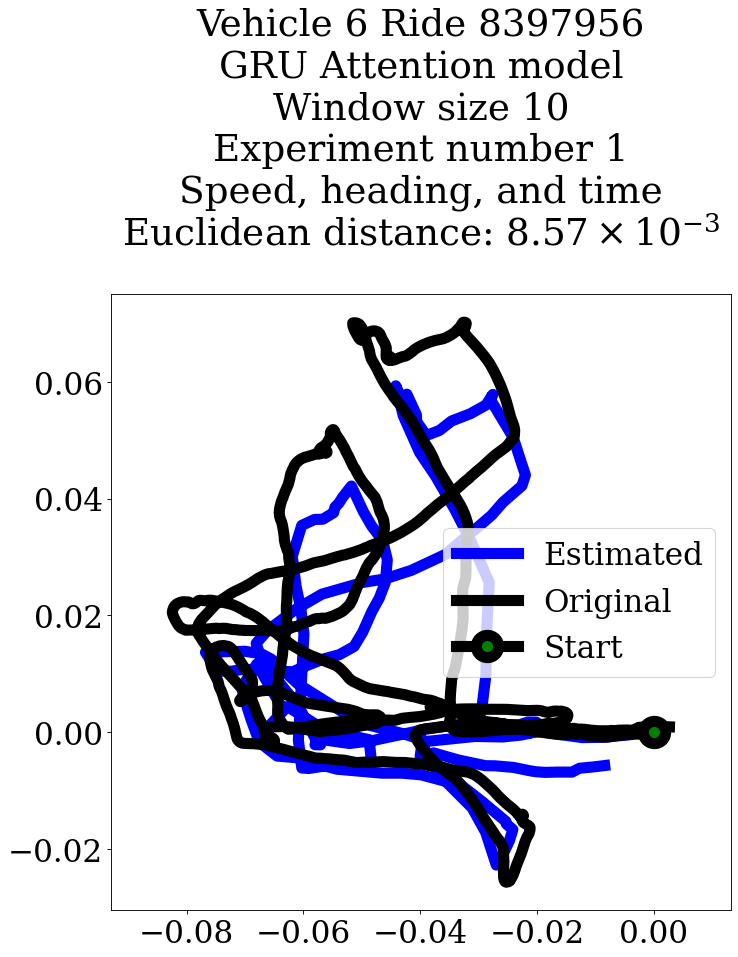 Vehicle 6 Ride 8397956
GRU Attention model
Window size 10
Experiment number 1
Speed, heading, and time
Euclidean distance: 8.57 × 10⁻³
0.06
0.04
0.02
0.00
−0.02
Estimated
Original
Start
−0.08 −0.06 −0.04 −0.02 0.00